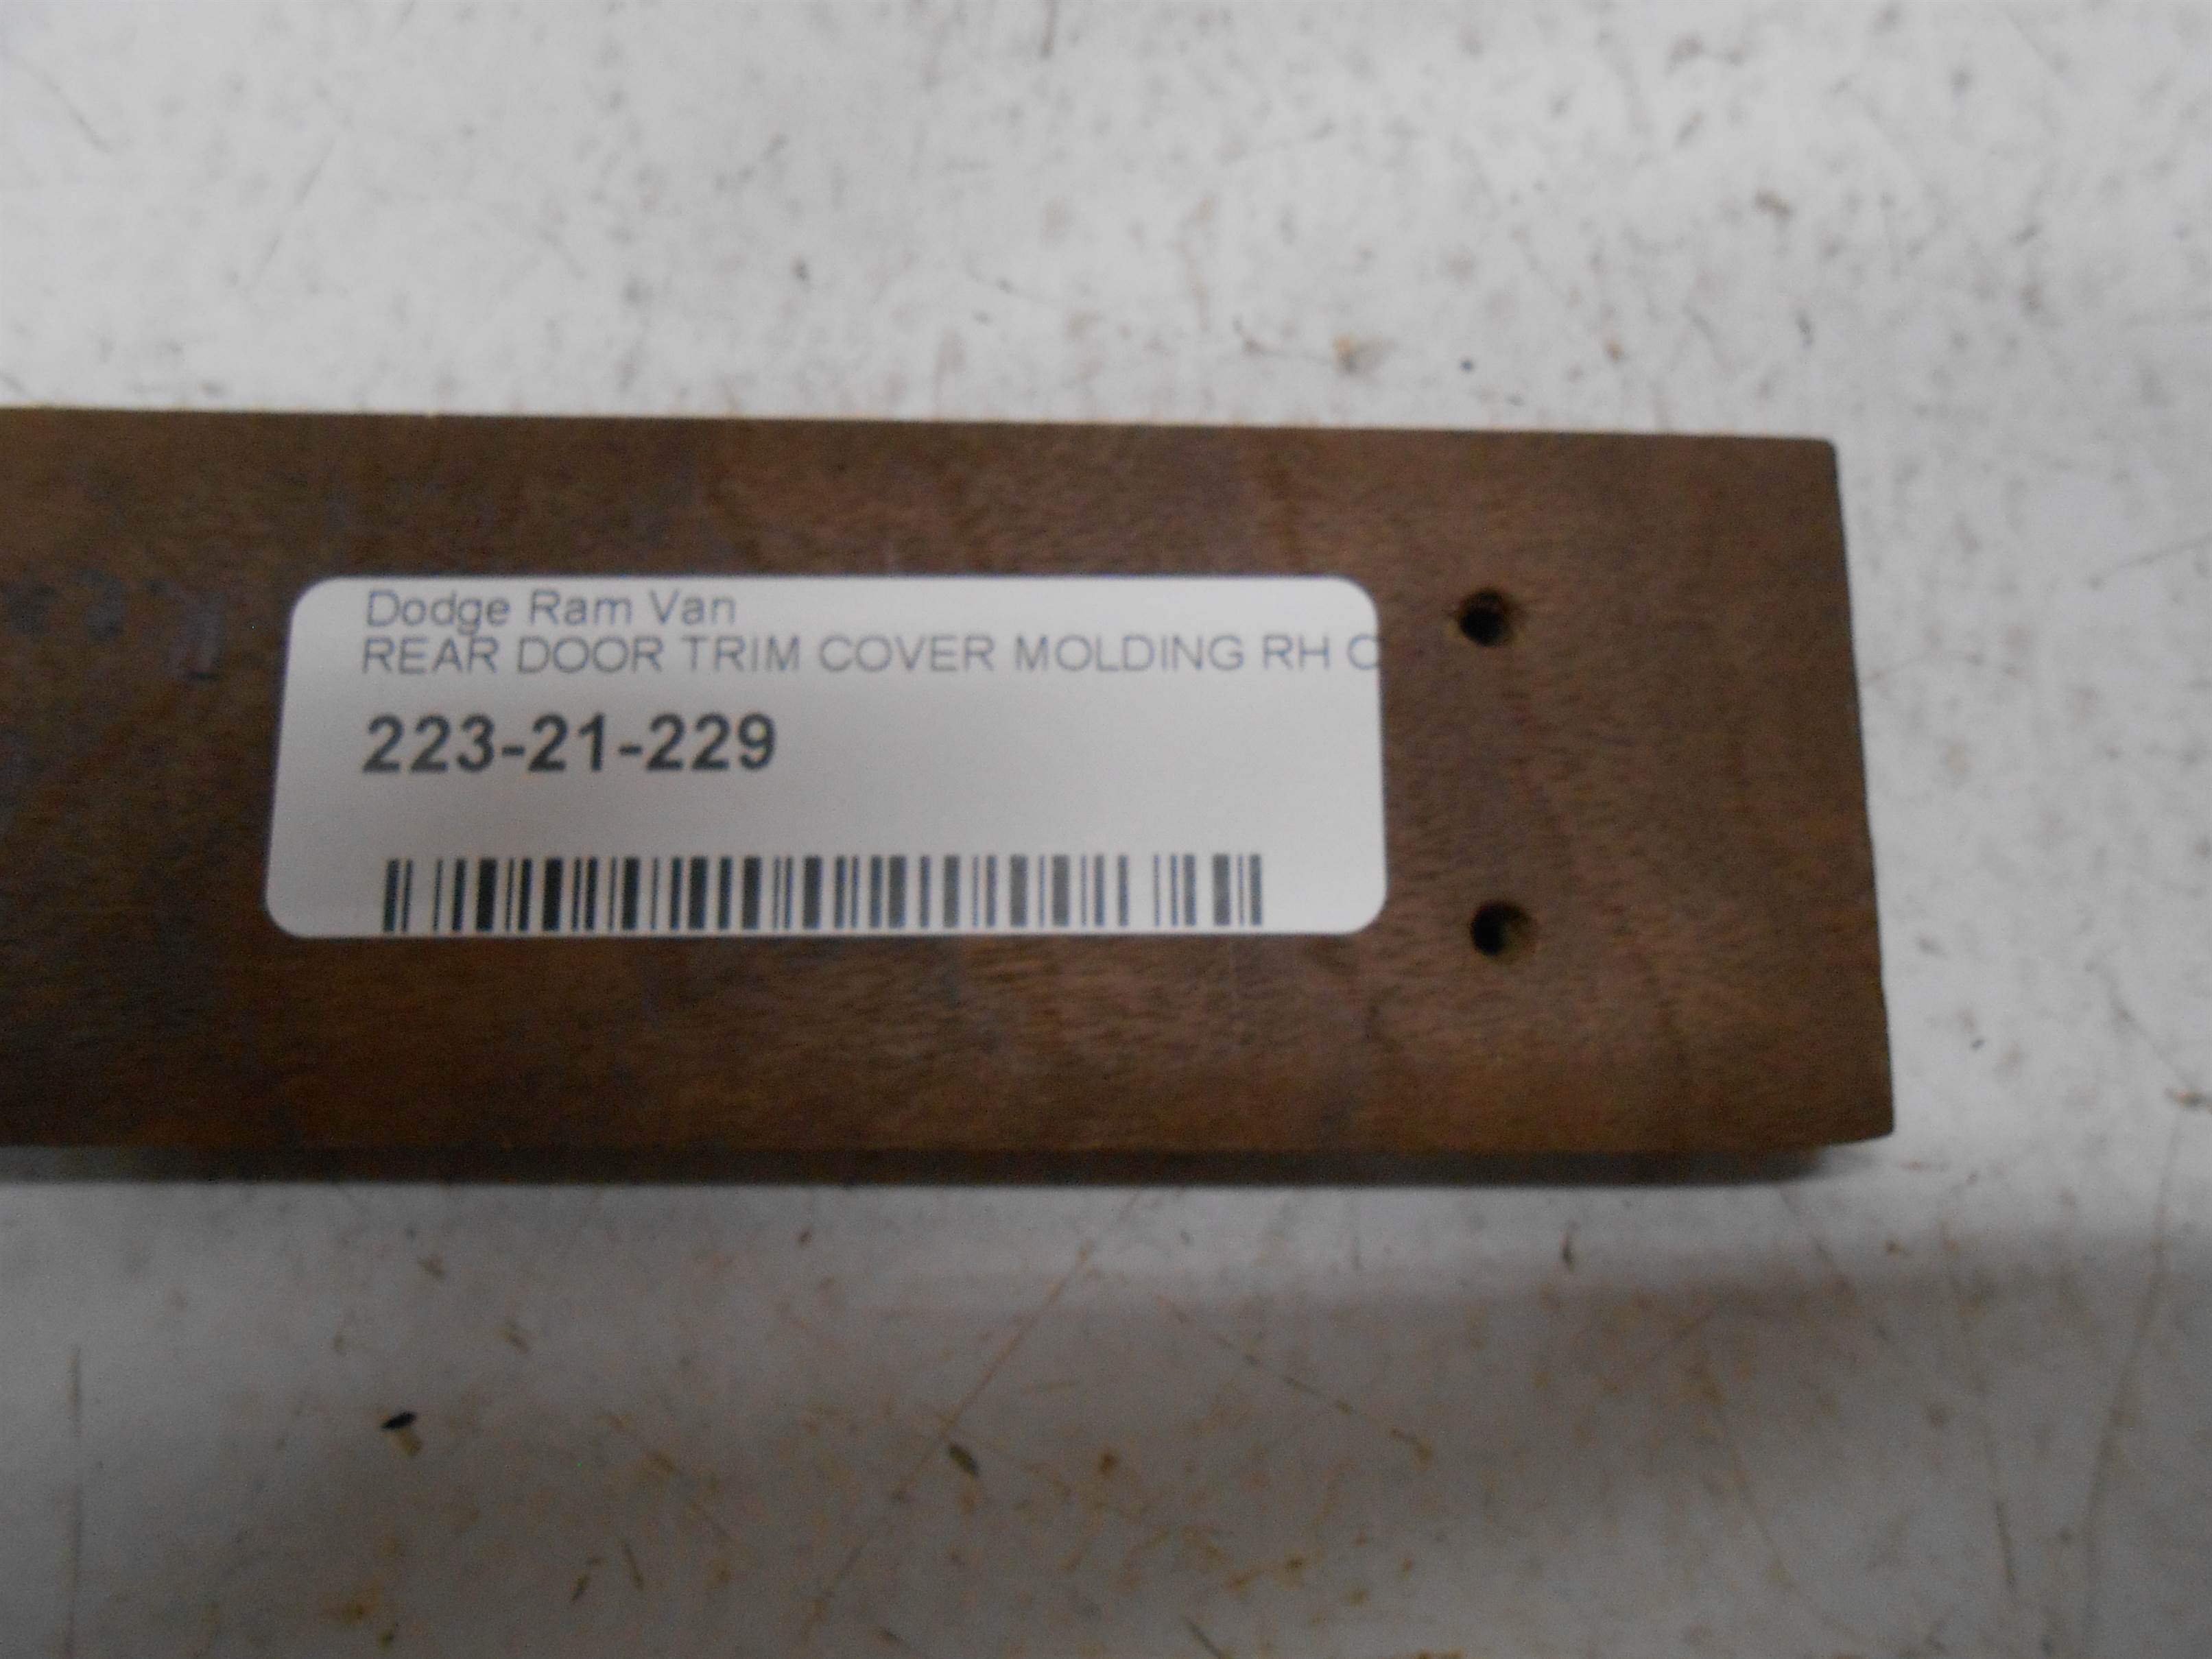 Dodge Ram Van
REAR DOOR TRIM COVER MOLDING RH
223-21-229